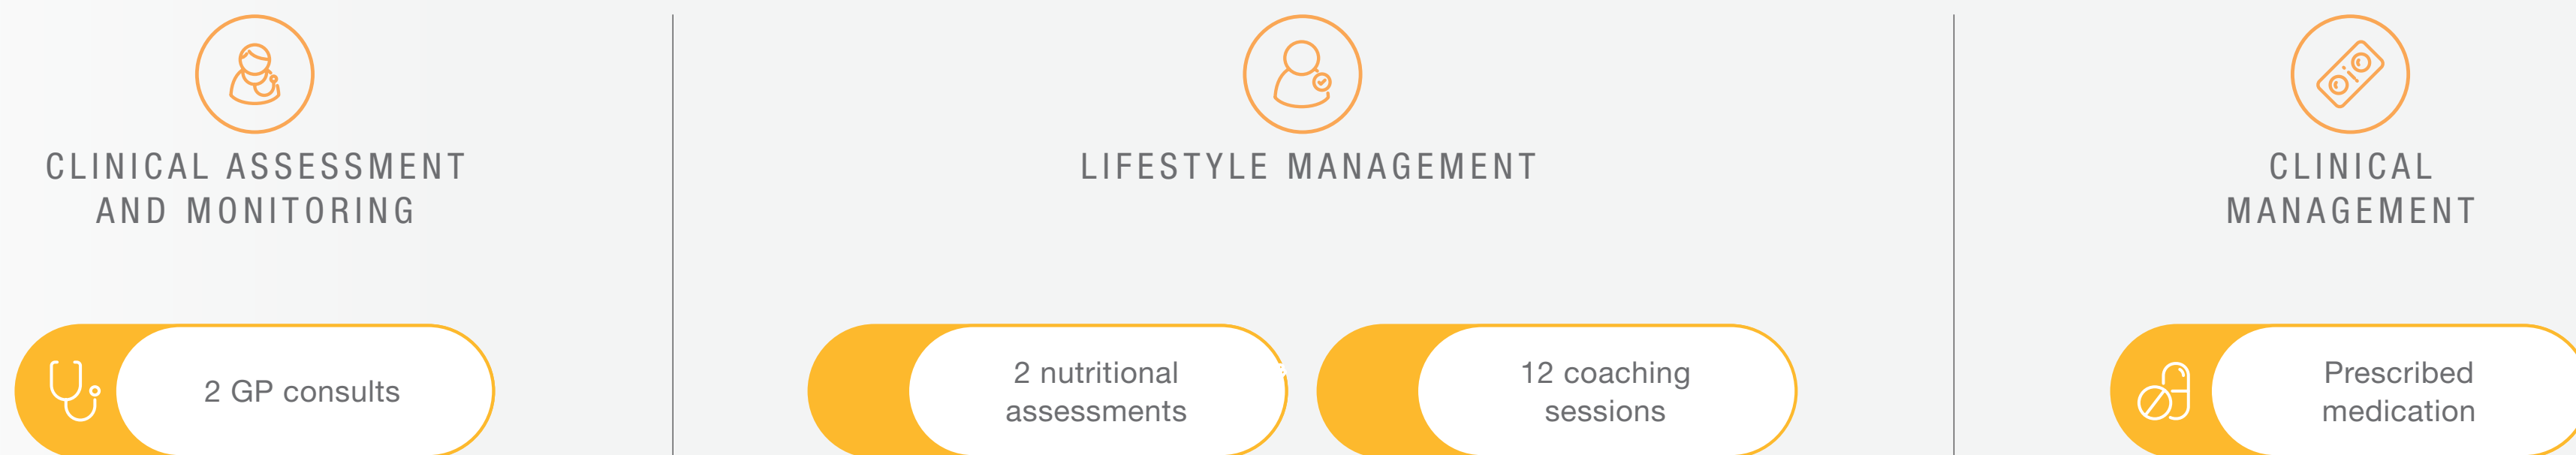 CLINICAL ASSESSMENT
AND MONITORING
2 GP consults
LIFESTYLE MANAGEMENT
2 nutritional
assessments
12 coaching
sessions
CLINICAL
MANAGEMENT
Prescribed
medication